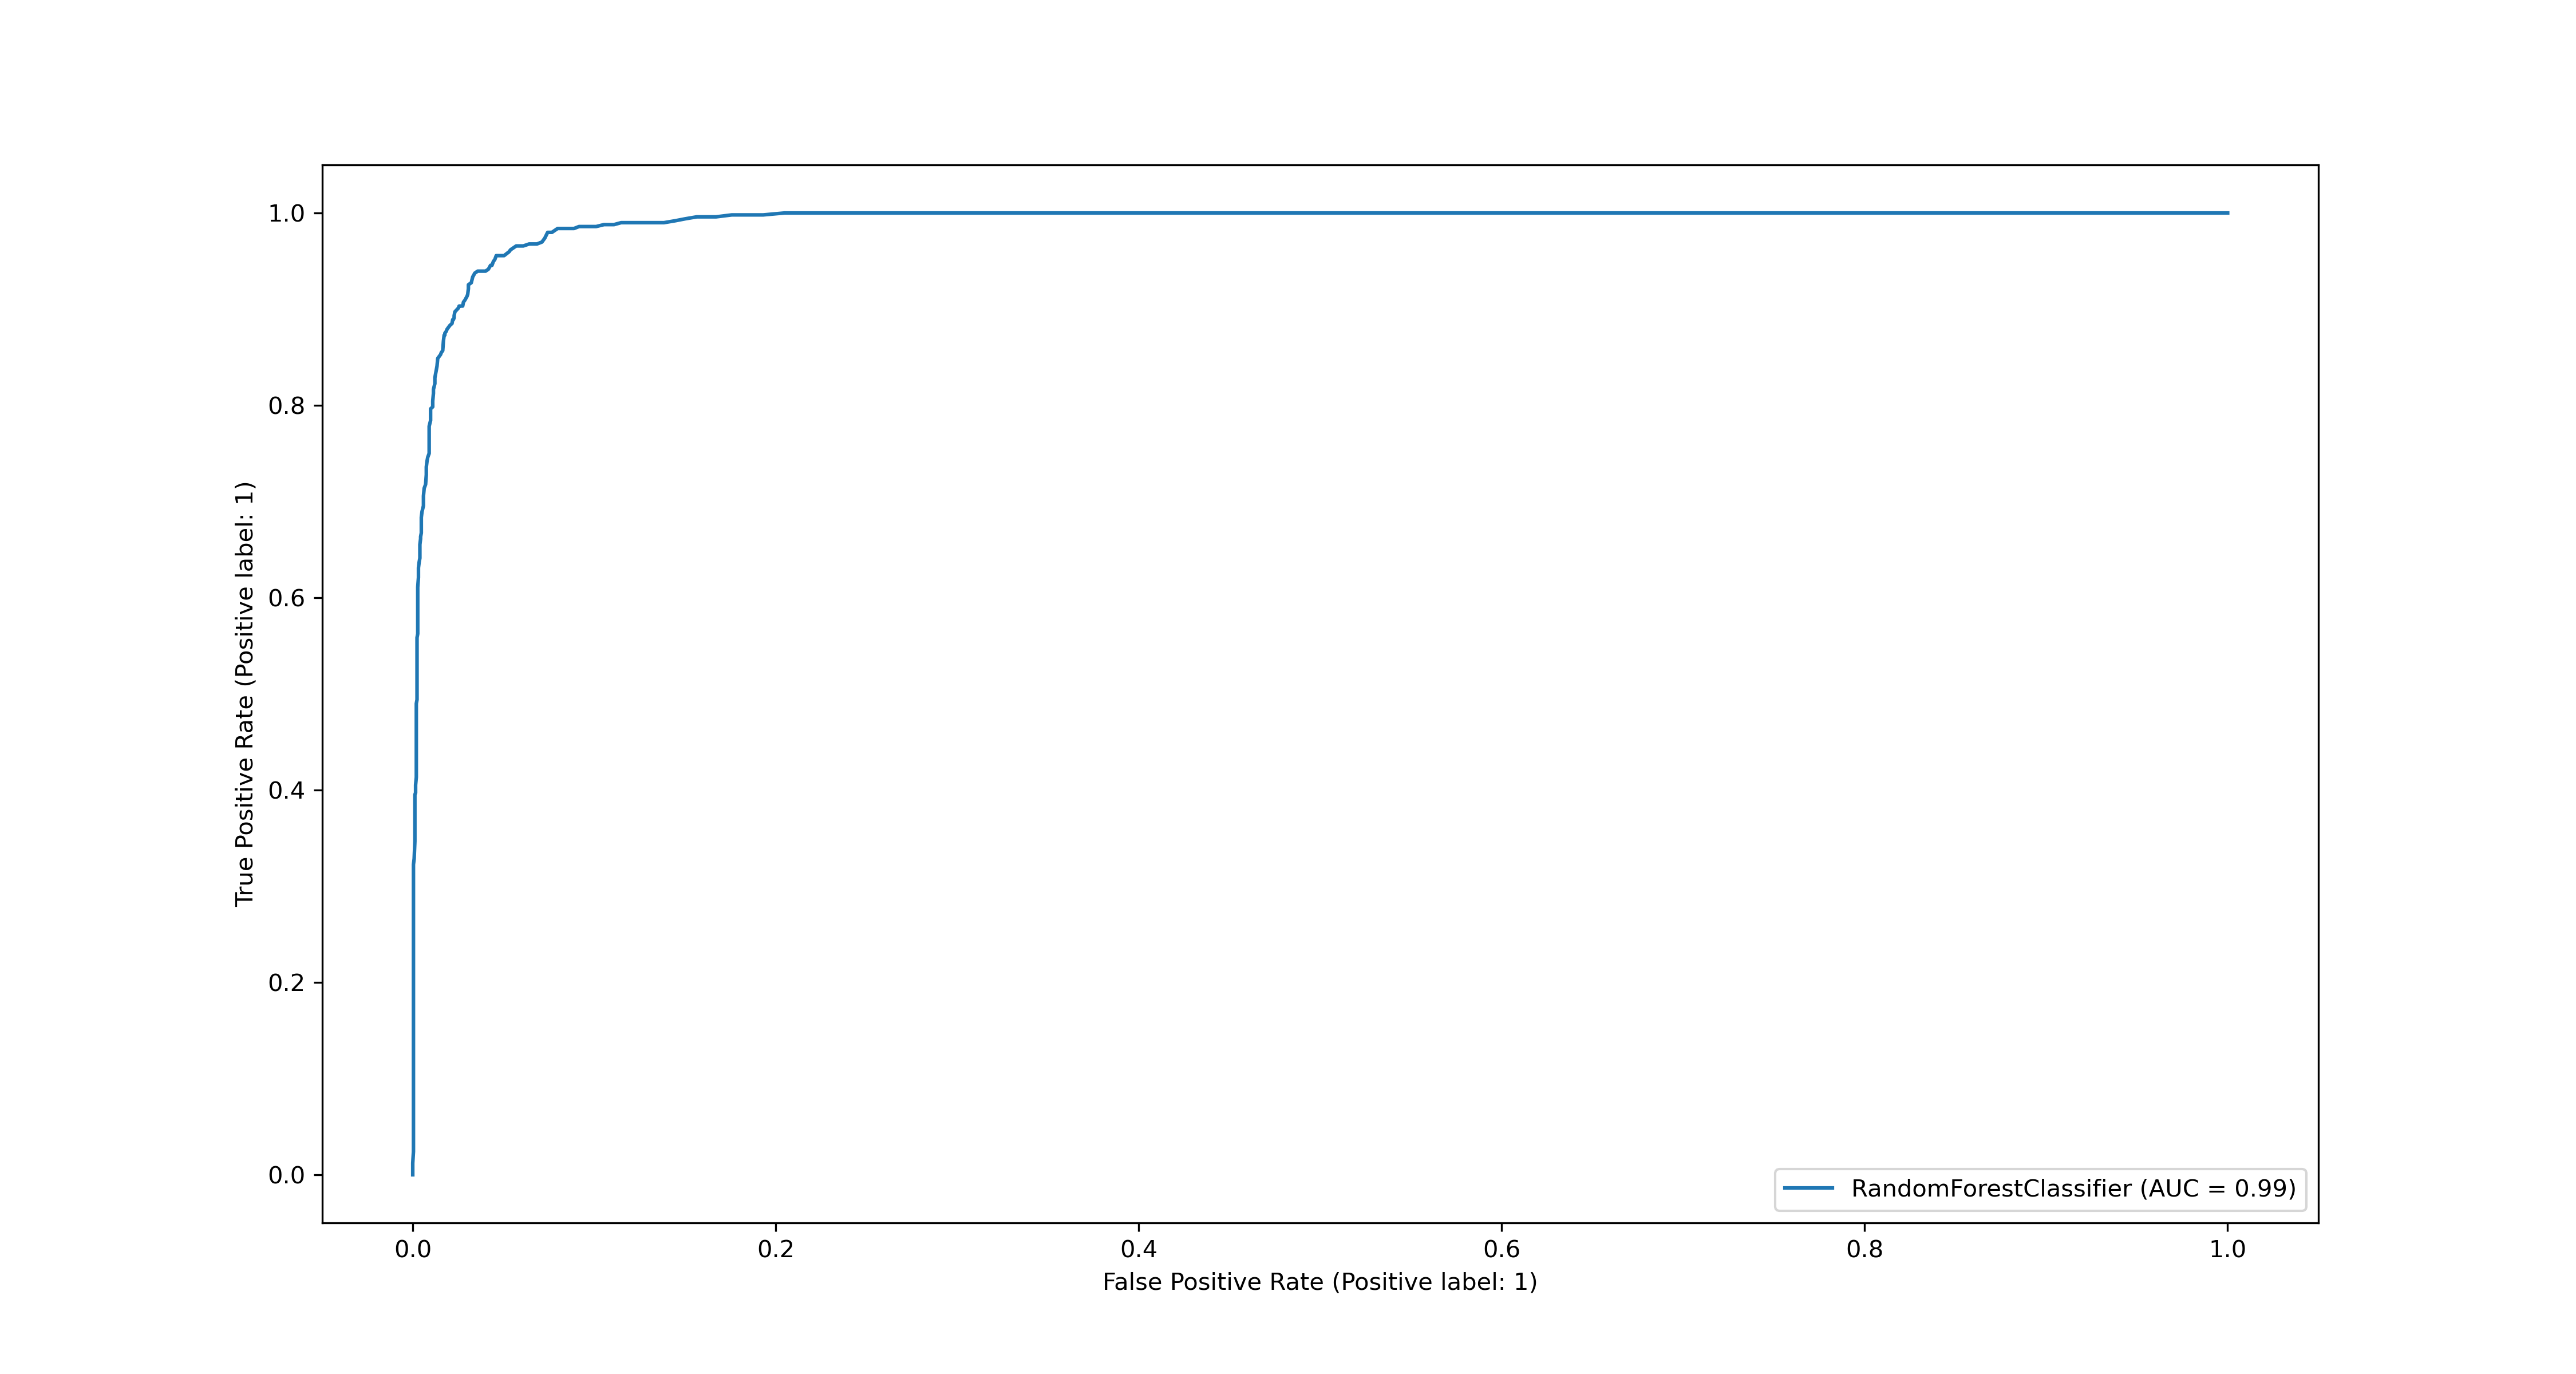 1.0
0.8
0.6
0.4
0.2
0.0
True Positive Rate (Positive label: 1)
RandomForestClassifier (AUC = 0.99)
0.0 0.2 0.4 0.6 0.8 1.0
False Positive Rate (Positive label: 1)